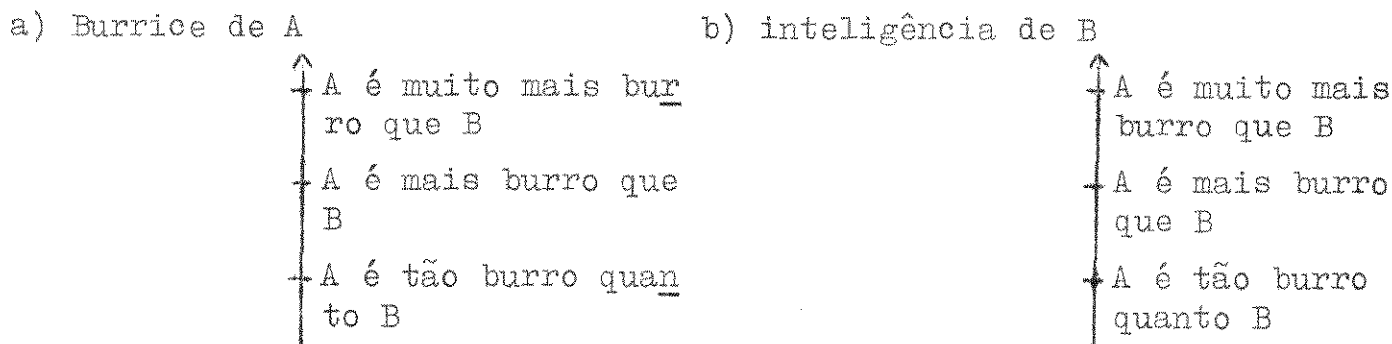 a) Burrice de A
A é muito mais bur
ro que B
A é mais burro que
B
A é tão burro quan
to B
b) inteligência de B
A é muito mais
burro que B
A é mais burro
que B
A é tão burro
quanto B